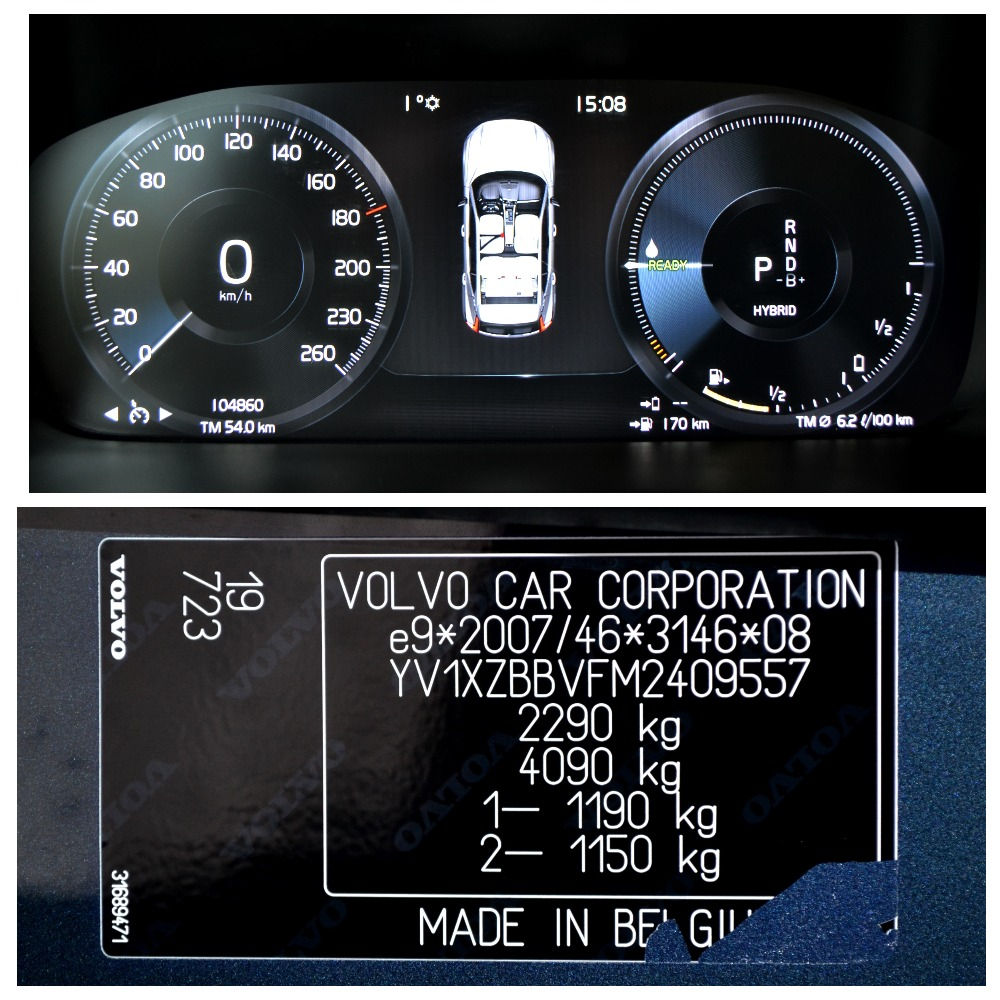 1°
15:08
0
20
40
60
80
100
120
140
160
180
200
230
260
0
km/h
104860
TM 54.0 km
READY
P
R
N
D
-B+
HYBRID
1
1/2
1/2
--
170 km
TM Ø 6.2 ℓ/100 km
VOLVO
19
723
31689471
VOLVO CAR CORPORATION
e9*2007/46*3146*08
YV1XZBBVFM2409557
2290 kg
4090 kg
1– 1190 kg
2– 1150 kg
MADE IN